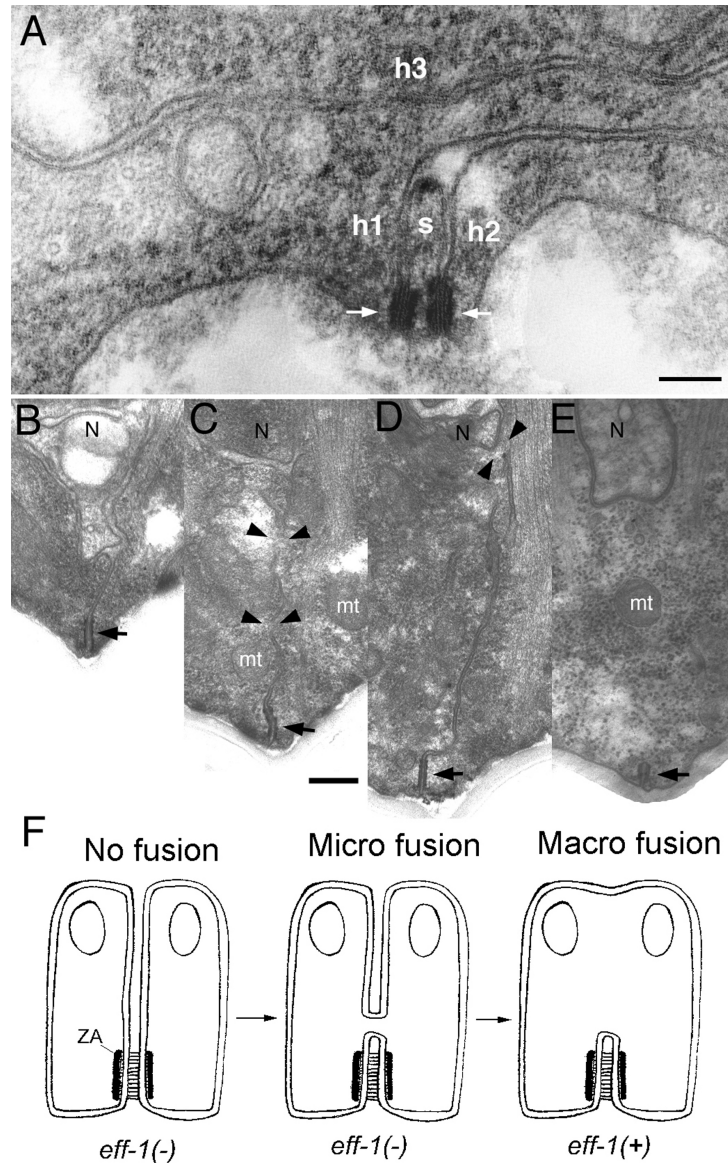 A
h3
h1
s
h2
B
N
C
N
D
N
E
N
mt
mt
mt
F
No fusion
Micro fusion
Macro fusion
ZA
eff-1(-)
eff-1(-)
eff-1(+)